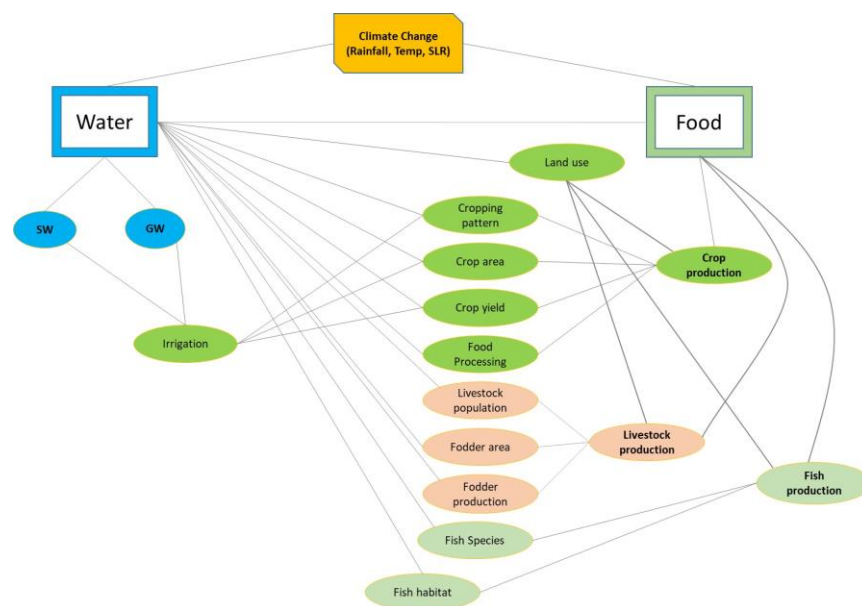 Climate Change
(Rainfall, Temp, SLR)
Water
Food
Land use
Cropping
pattern
SW
GW
Crop area
Crop
production
Crop yield
Irrigation
Food
Processing
Livestock
population
Fodder area
Livestock
production
Fodder
production
Fish
production
Fish Species
Fish habitat